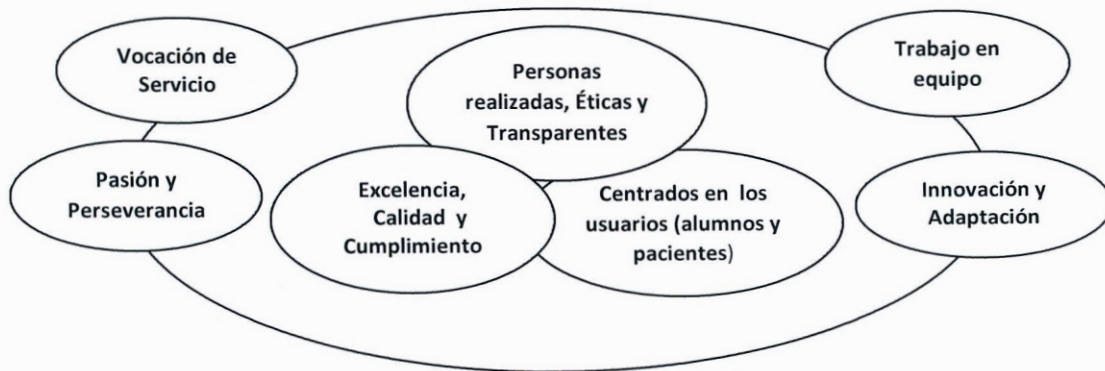 Vocación de
Servicio
Trabajo en
equipo
Personas
realizadas, Éticas y
Transparentes
Pasión y
Perseverancia
Excelencia,
Calidad y
Cumplimiento
Centrados en los
usuarios (alumnos y
pacientes)
Innovación y
Adaptación